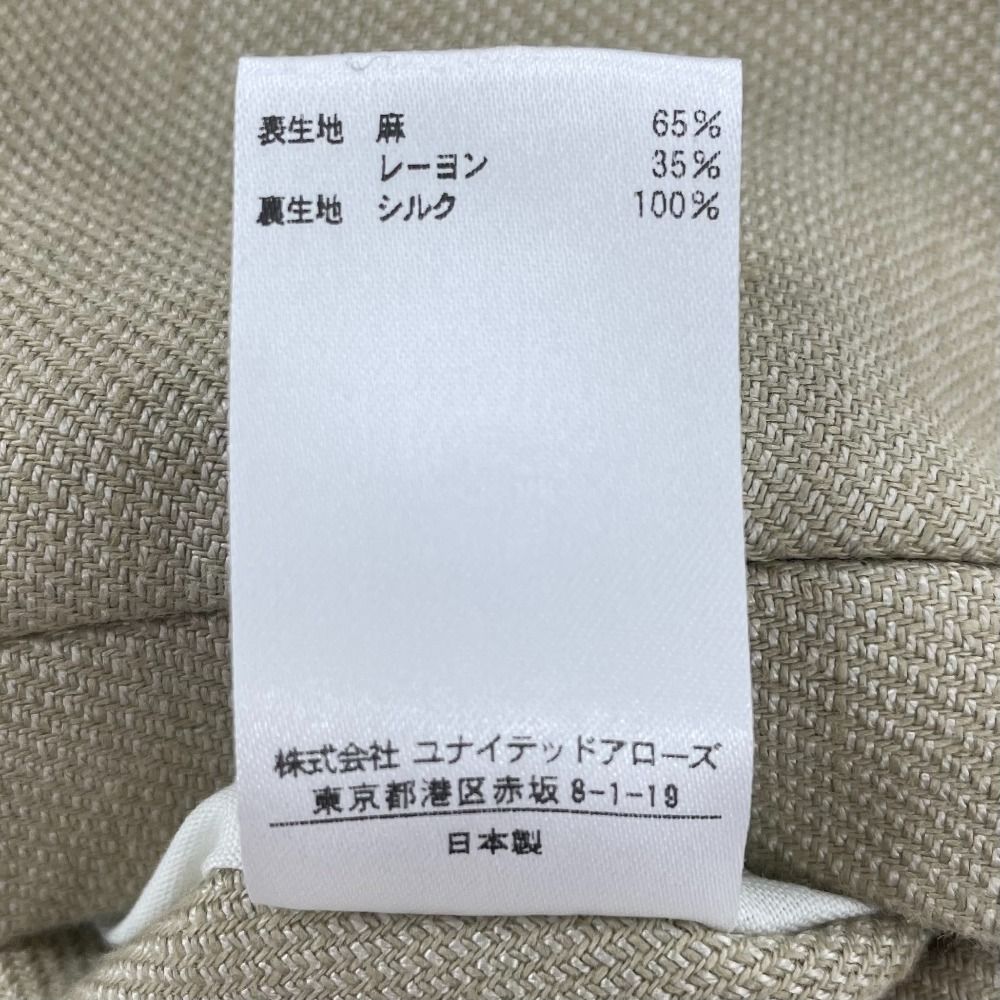 表生地 麻 65%
レーヨン 35%
裏生地 シルク 100%
株式会社 ユナイテッドアローズ
東京都港区赤坂 8-1-19
日本製